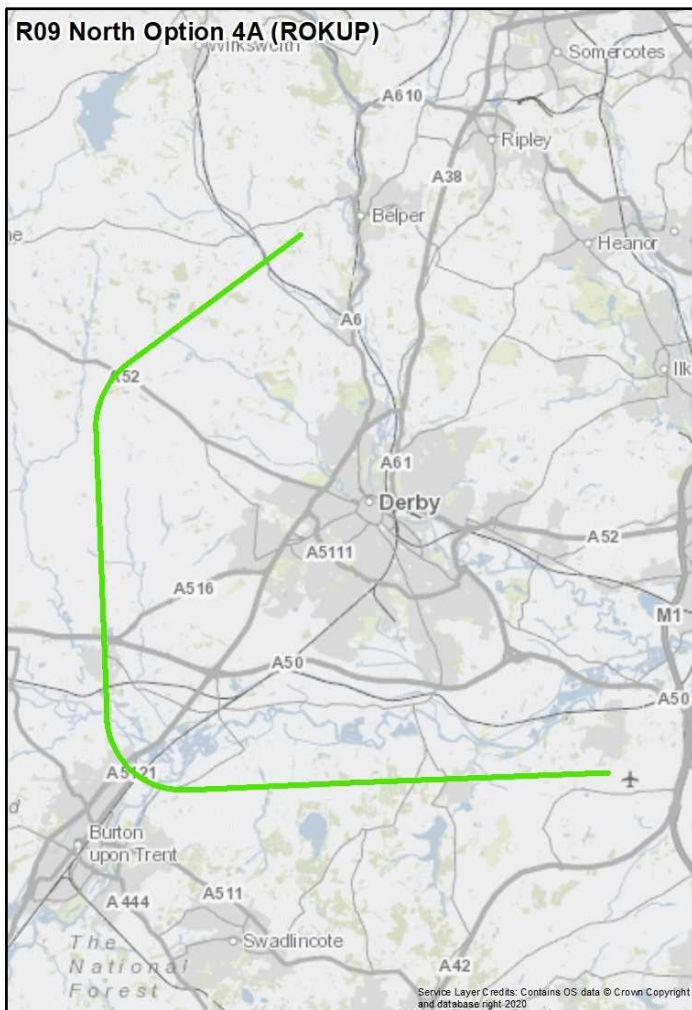 R09 North Option 4A (ROKUP)
Wirksworth
Somercotes
A610
Ripley
A38
Belper
Heanor
ne
A6
A52
Ilk
A61
Derby
A52
A5111
A516
M1
A50
A50
A5121
Burton
upon Trent
A511
A444
Swadlincote
The
National
Forest
A42
Service Layer Credits: Contains OS data © Crown Copyright
and database right 2020